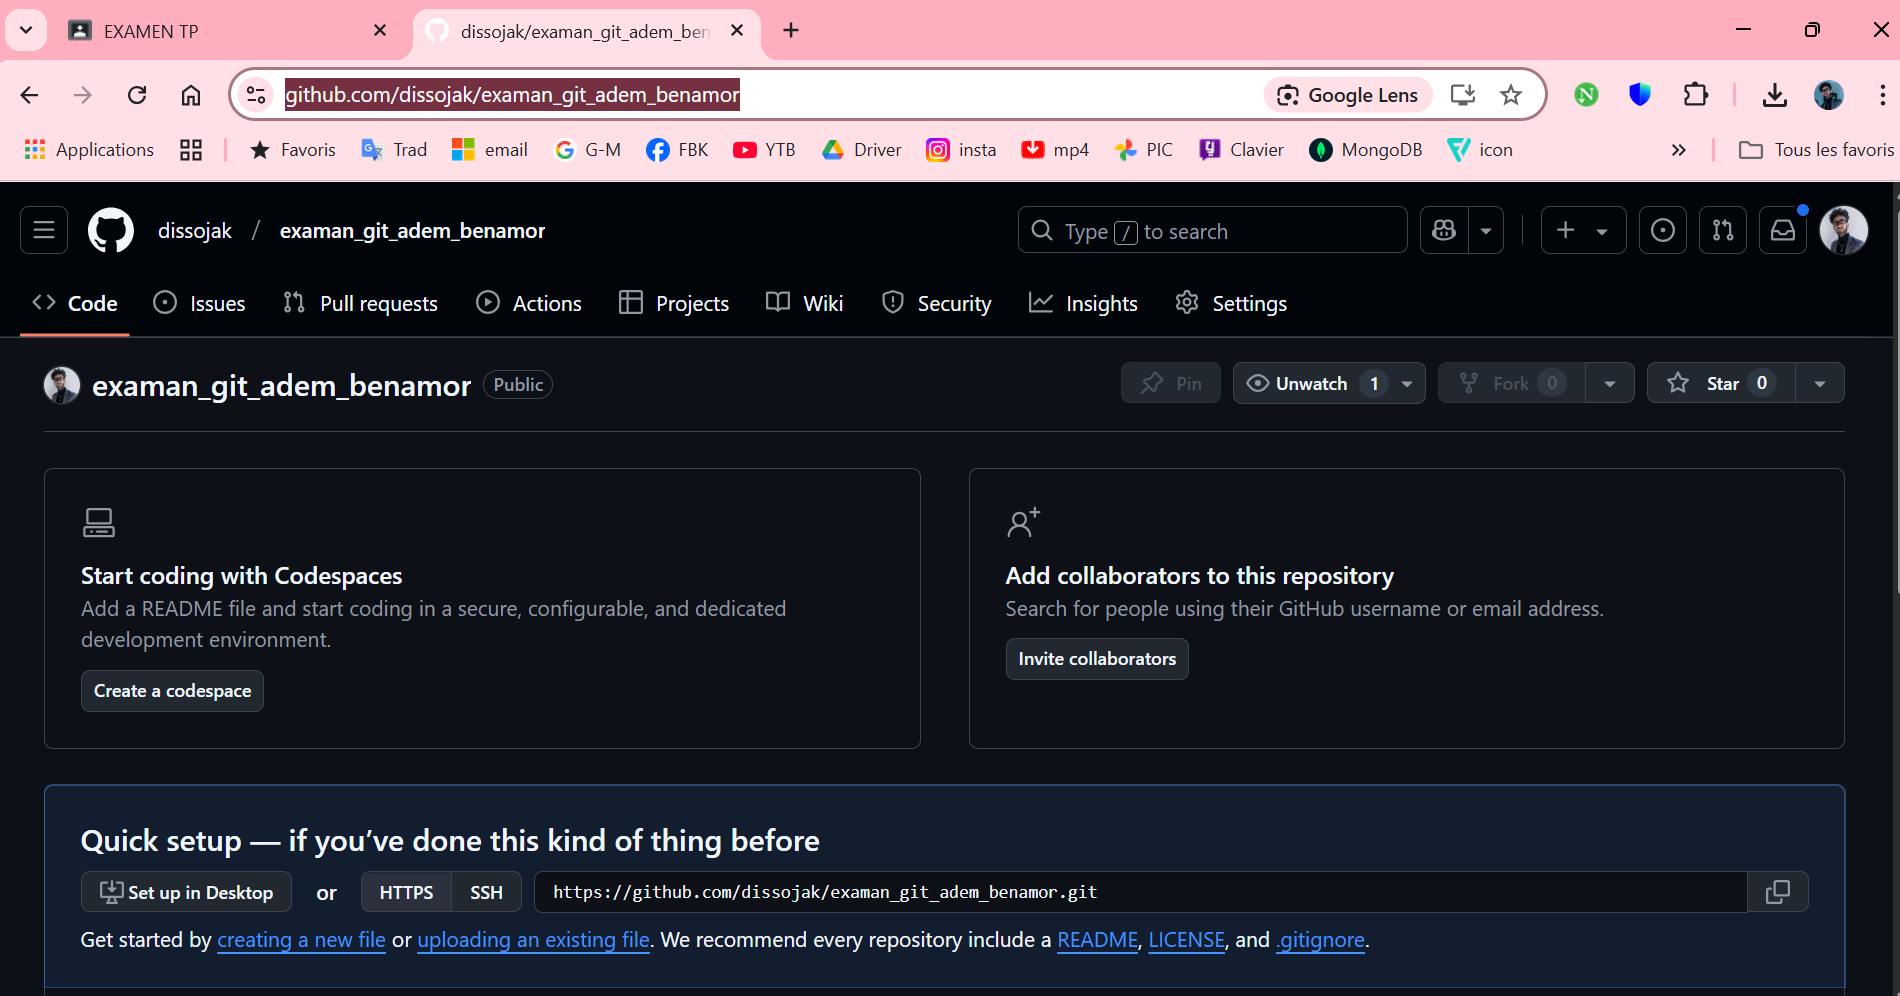 EXAMEN TP
dissojak/examan_git_adem_ben
github.com/dissojak/examan_git_adem_benamor
Google Lens
Applications
Favoris
Trad
email
G-M
FBK
YTB
Driver
insta
mp4
PIC
Clavier
MongoDB
icon
Tous les favoris
dissojak / examan_git_adem_benamor
Type / to search
Code
Issues
Pull requests
Actions
Projects
Wiki
Security
Insights
Settings
examan_git_adem_benamor Public
Pin
Unwatch 1
Fork 0
Star 0
Start coding with Codespaces
Add a README file and start coding in a secure, configurable, and dedicated
development environment.
Create a codespace
Add collaborators to this repository
Search for people using their GitHub username or email address.
Invite collaborators
Quick setup — if you’ve done this kind of thing before
Set up in Desktop or HTTPS SSH https://github.com/dissojak/examan_git_adem_benamor.git
Get started by creating a new file or uploading an existing file. We recommend every repository include a README, LICENSE, and .gitignore.